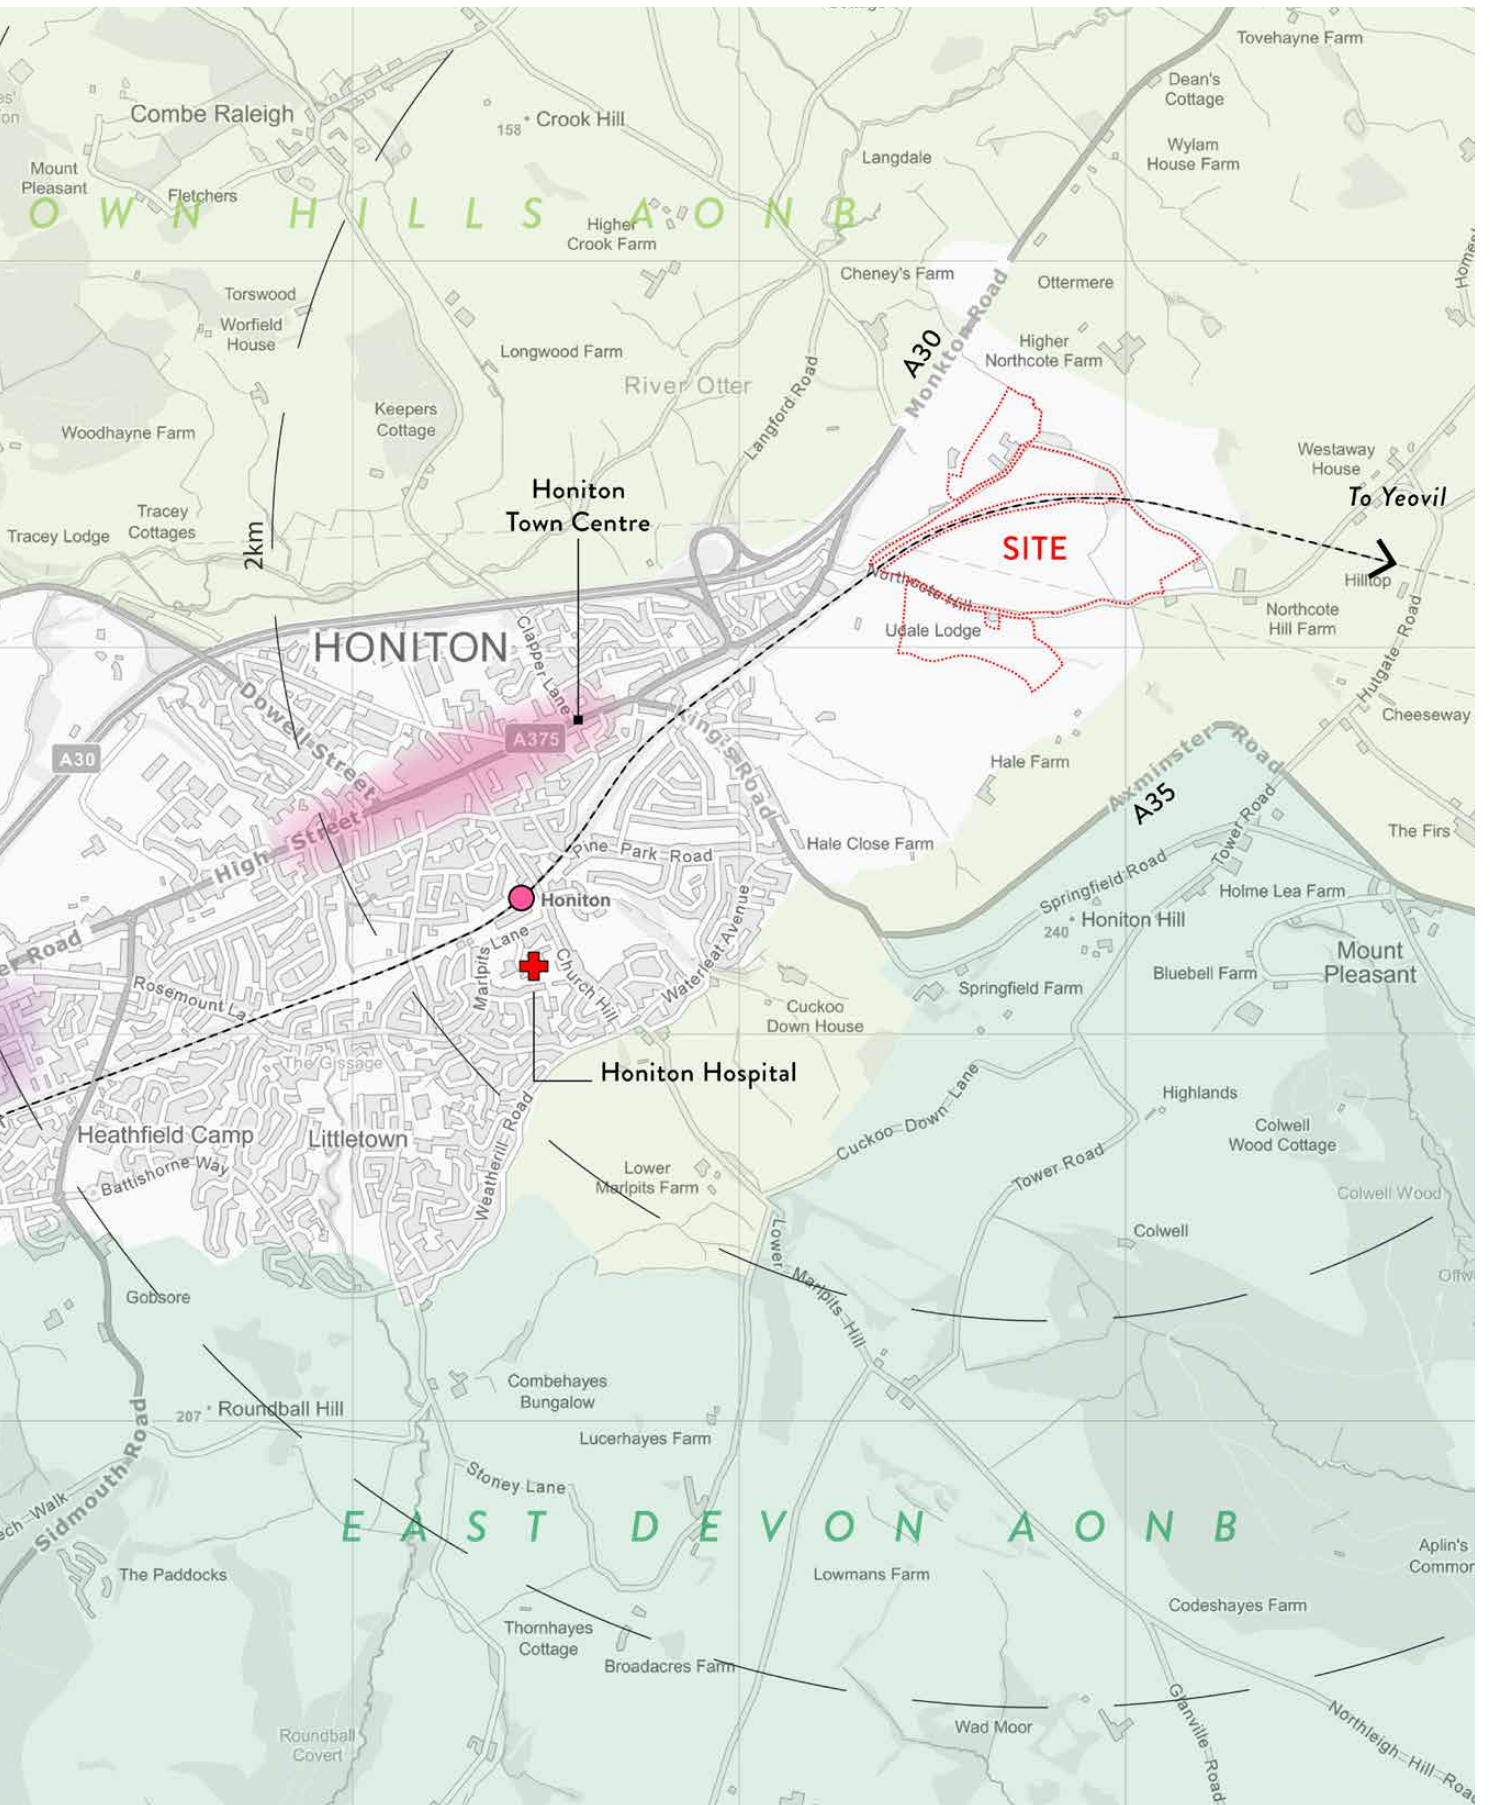 Tovehayne Farm
Dean's
Cottage
Combe Raleigh
158
Crook Hill
Wylam
House Farm
Langdale
Mount
Pleasant
Fletchers
OWN HILLS AONB
Higher
Crook Farm
Cheney's Farm
Ottermere
Torswood
Worfield
House
Longwood Farm
A30
Monkton Road
Higher
Northcote Farm
River Otter
Langford Road
Keepers
Cottage
Woodhayne Farm
Westaway
House
To Yeovil
Honiton
Town Centre
Tracey
Cottages
Tracey Lodge
2km
SITE
Northcote Hill
Hilltop
Northcote
Hill Farm
Udale Lodge
HONITON
Clapper Lane
Hutgate Road
Dowell Street
A375
King's Road
Cheeseway
A30
Axminster Road
A35
Hale Farm
Tower Road
The Firs
High Street
Pine Park Road
Hale Close Farm
Springfield Road
Holme Lea Farm
Honiton
Honiton Hill
240
er Road
Marlpits Lane
Church Hill
Waterleat Avenue
Mount
Pleasant
Bluebell Farm
Springfield Farm
Rosemount La
Cuckoo
Down House
The Gissage
Honiton Hospital
Cuckoo Down Lane
Highlands
Colwell
Wood Cottage
Heathfield Camp
Littletown
Weatherill Road
Battishorne Way
Lower
Marlpits Farm
Tower Road
Colwell Wood
Colwell
Lower Marlpits Hill
Offw
Gobsore
Combehayes
Bungalow
207
Roundball Hill
Lucerhayes Farm
Sidmouth Road
ech Walk
Stoney Lane
EAST DEVON AONB
Aplin's
Common
The Paddocks
Lowmans Farm
Codeshayes Farm
Thornhayes
Cottage
Broadacres Farm
Roundball
Covert
Wad Moor
Glanville Road
Northleigh Hill Road